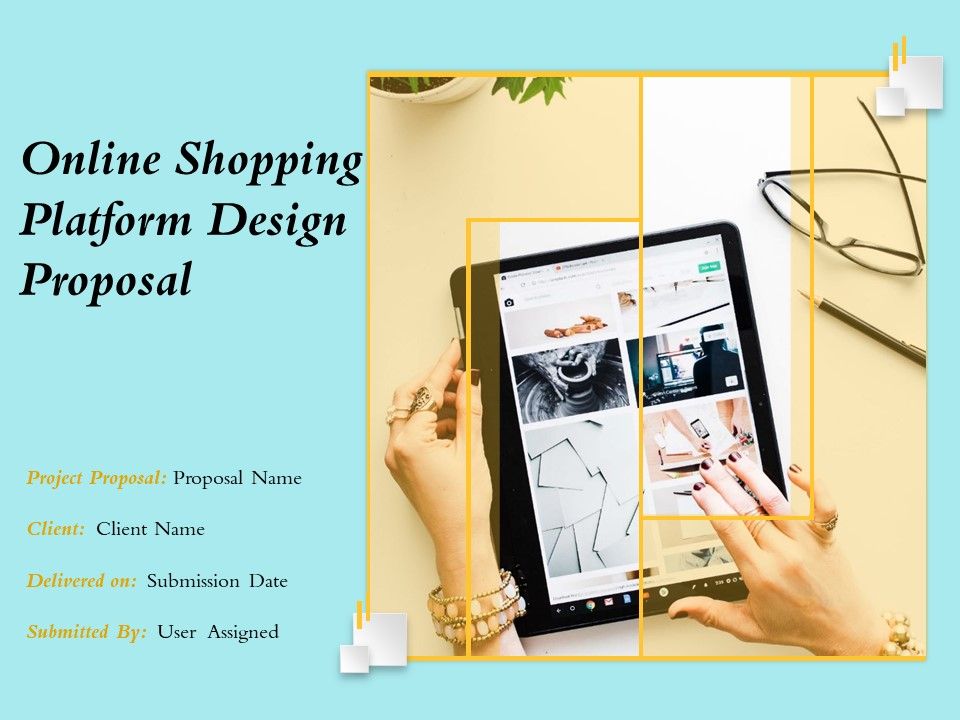 Online Shopping
Platform Design
Proposal
Project Proposal: Proposal Name
Client: Client Name
Delivered on: Submission Date
Submitted By: User Assigned